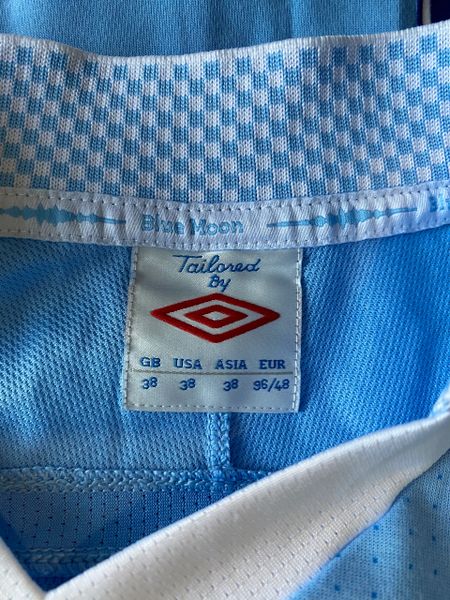 Blue Moon
Tailored
By
GB USA ASIA EUR
38 38 38 96/48